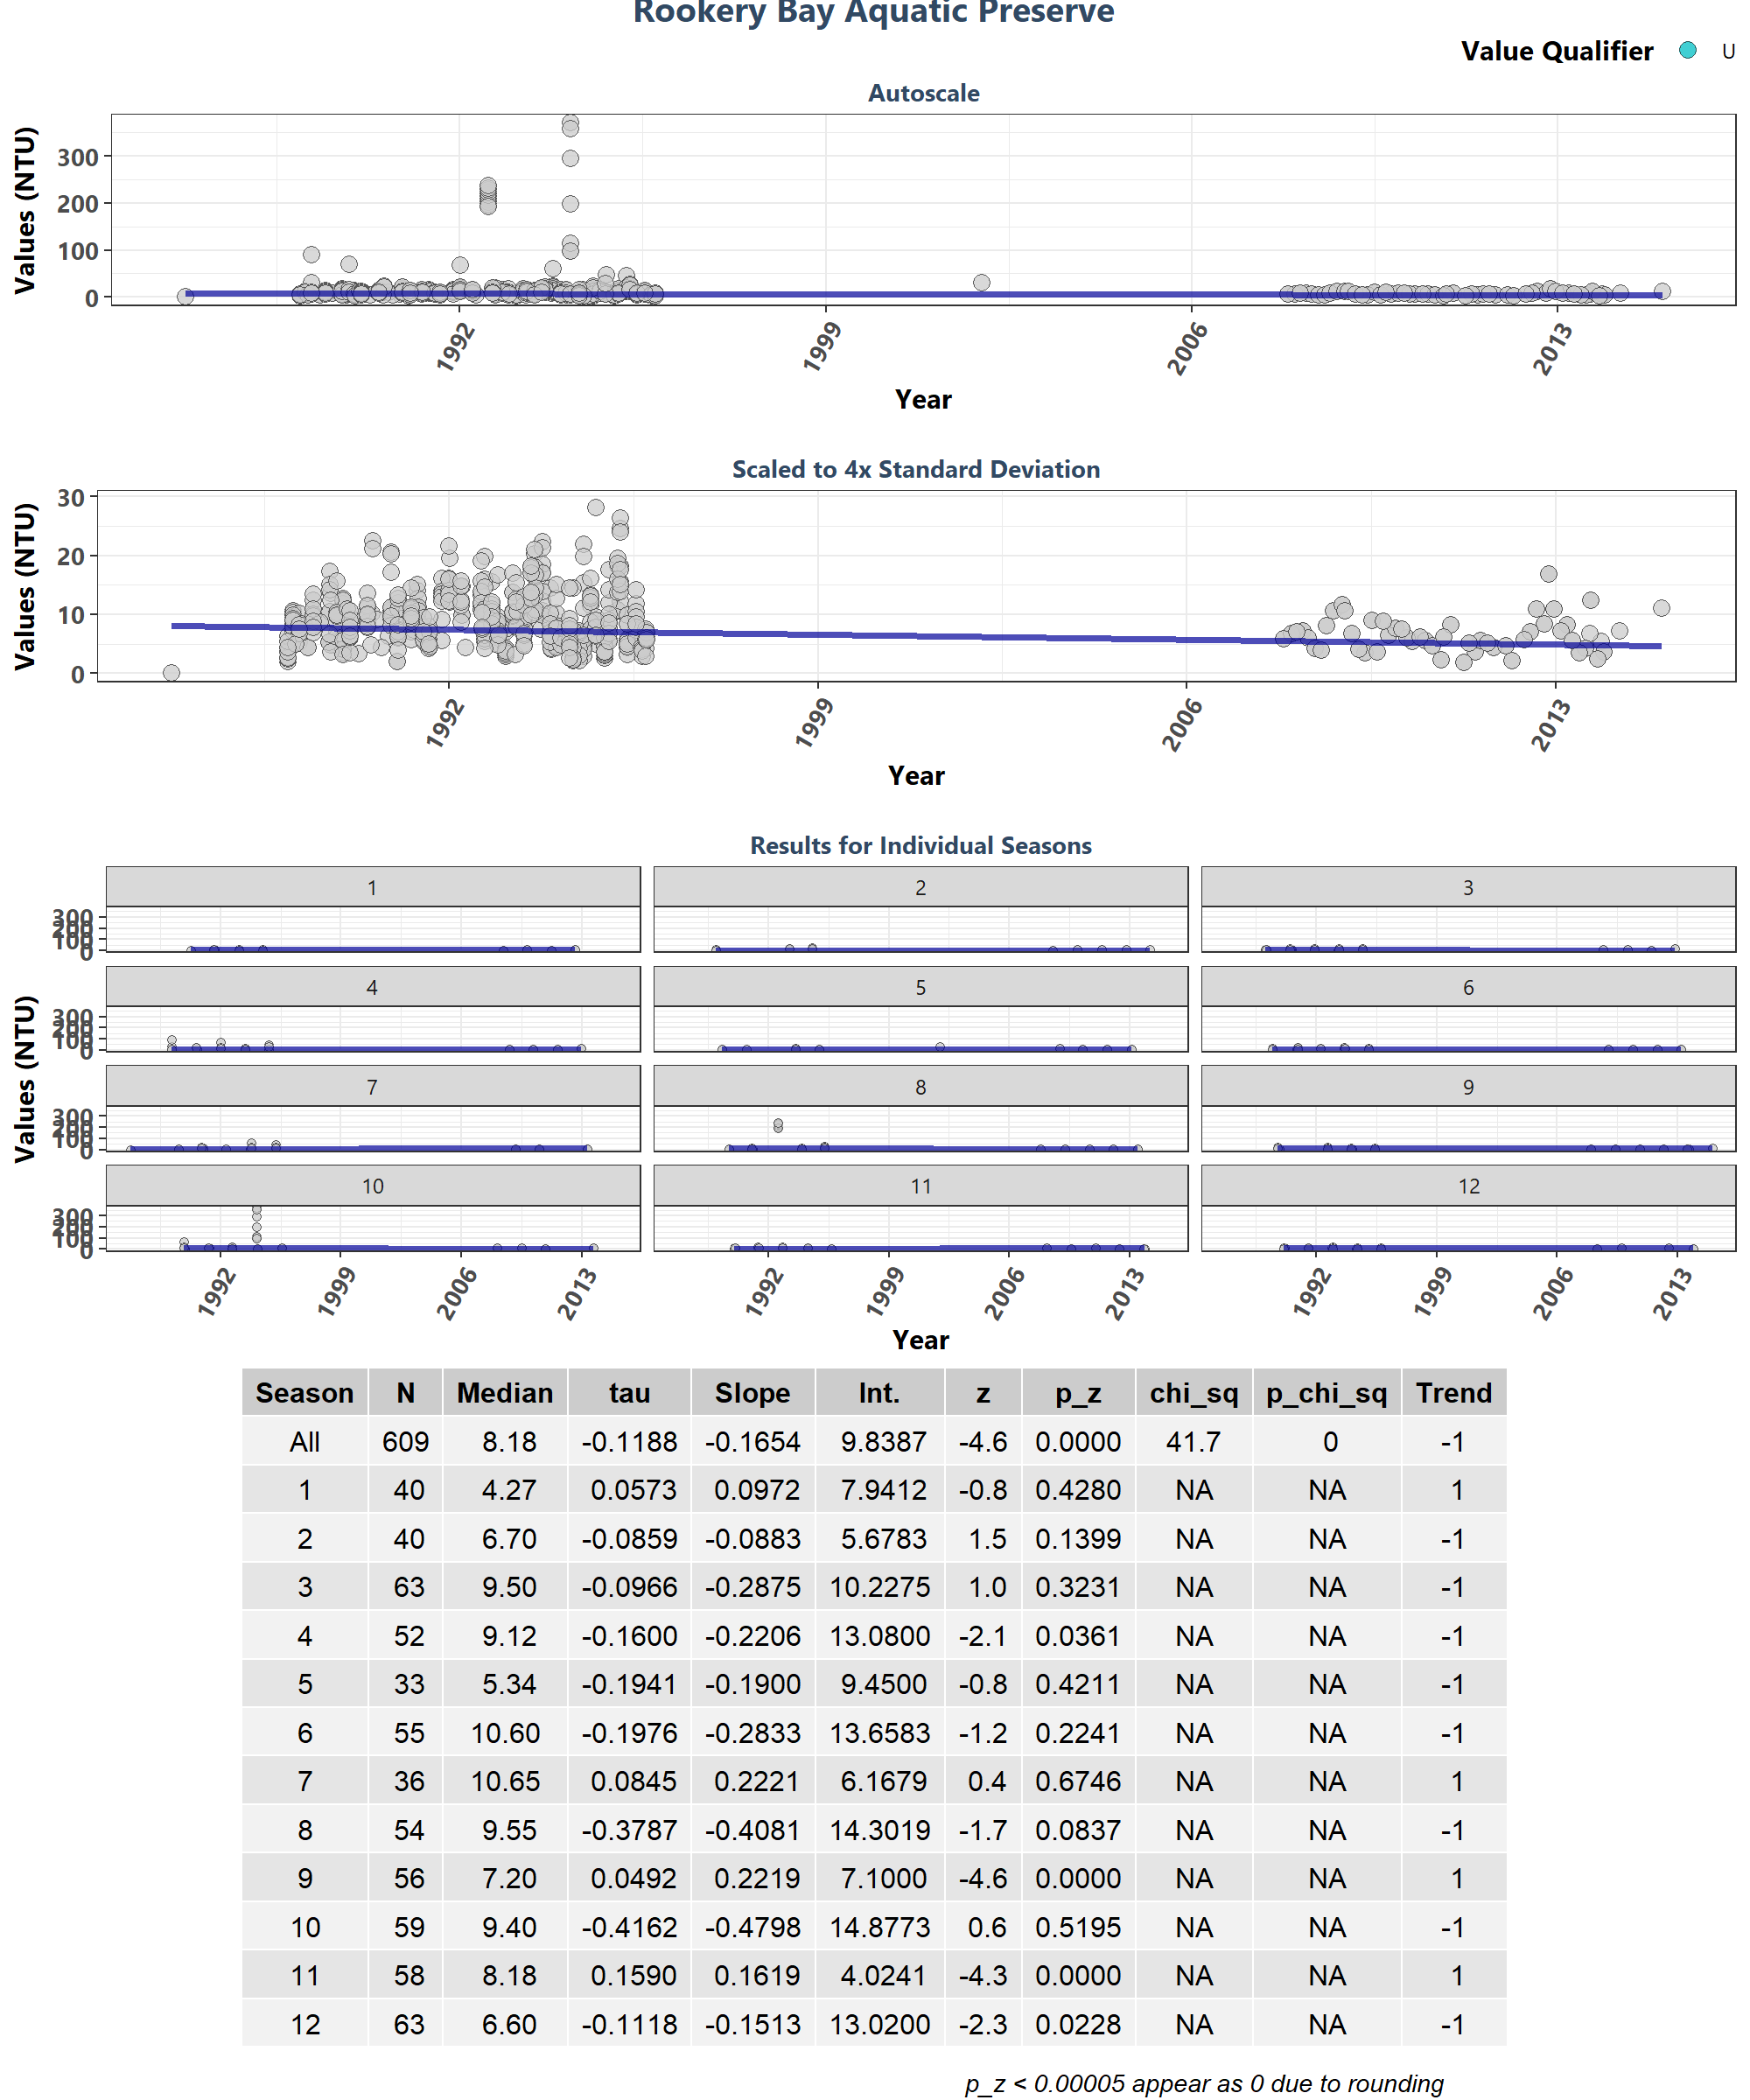 Rookery Bay Aquatic Preserve
Value Qualifier U
Autoscale
Values (NTU)
300
200
100
0
1992 1999 2006 2013
Year
Scaled to 4x Standard Deviation
Values (NTU)
30
20
10
0
1992 1999 2006 2013
Year
Results for Individual Seasons
Values (NTU)
1 2 3
300
200
100
0
4 5 6
300
200
100
0
7 8 9
300
200
100
0
10 11 12
300
200
100
0
1992 1999 2006 2013 1992 1999 2006 2013 1992 1999 2006 2013
Year
Season N Median tau Slope Int. z p_z chi_sq p_chi_sq Trend
All 609 8.18 -0.1188 -0.1654 9.8387 -4.6 0.0000 41.7 0 -1
1 40 4.27 0.0573 0.0972 7.9412 -0.8 0.4280 NA NA 1
2 40 6.70 -0.0859 -0.0883 5.6783 1.5 0.1399 NA NA -1
3 63 9.50 -0.0966 -0.2875 10.2275 1.0 0.3231 NA NA -1
4 52 9.12 -0.1600 -0.2206 13.0800 -2.1 0.0361 NA NA -1
5 33 5.34 -0.1941 -0.1900 9.4500 -0.8 0.4211 NA NA -1
6 55 10.60 -0.1976 -0.2833 13.6583 -1.2 0.2241 NA NA -1
7 36 10.65 0.0845 0.2221 6.1679 0.4 0.6746 NA NA 1
8 54 9.55 -0.3787 -0.4081 14.3019 -1.7 0.0837 NA NA -1
9 56 7.20 0.0492 0.2219 7.1000 -4.6 0.0000 NA NA 1
10 59 9.40 -0.4162 -0.4798 14.8773 0.6 0.5195 NA NA -1
11 58 8.18 0.1590 0.1619 4.0241 -4.3 0.0000 NA NA 1
12 63 6.60 -0.1118 -0.1513 13.0200 -2.3 0.0228 NA NA -1
p_z < 0.00005 appear as 0 due to rounding